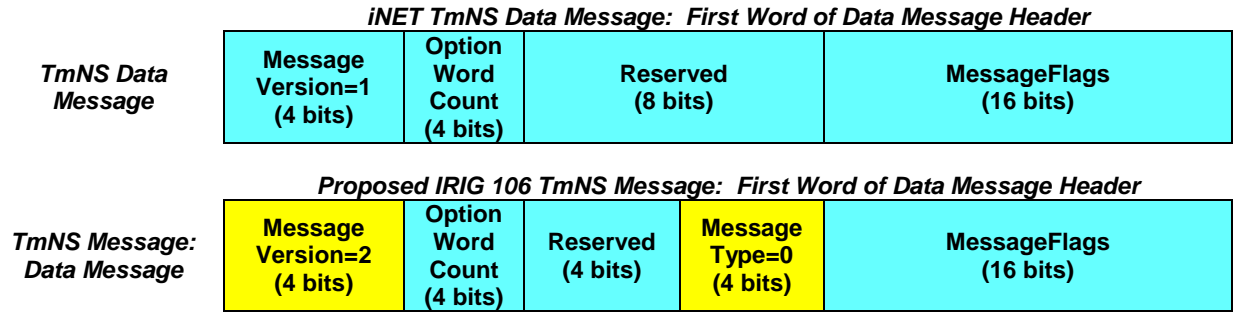 iNET TmNS Data Message: First Word of Data Message Header
TmNS Data
Message
Message
Version=1
(4 bits)
Option
Word
Count
(4 bits)
Reserved
(8 bits)
MessageFlags
(16 bits)
Proposed IRIG 106 TmNS Message: First Word of Data Message Header
TmNS Message:
Data Message
Message
Version=2
(4 bits)
Option
Word
Count
(4 bits)
Reserved
(4 bits)
Message
Type=0
(4 bits)
MessageFlags
(16 bits)